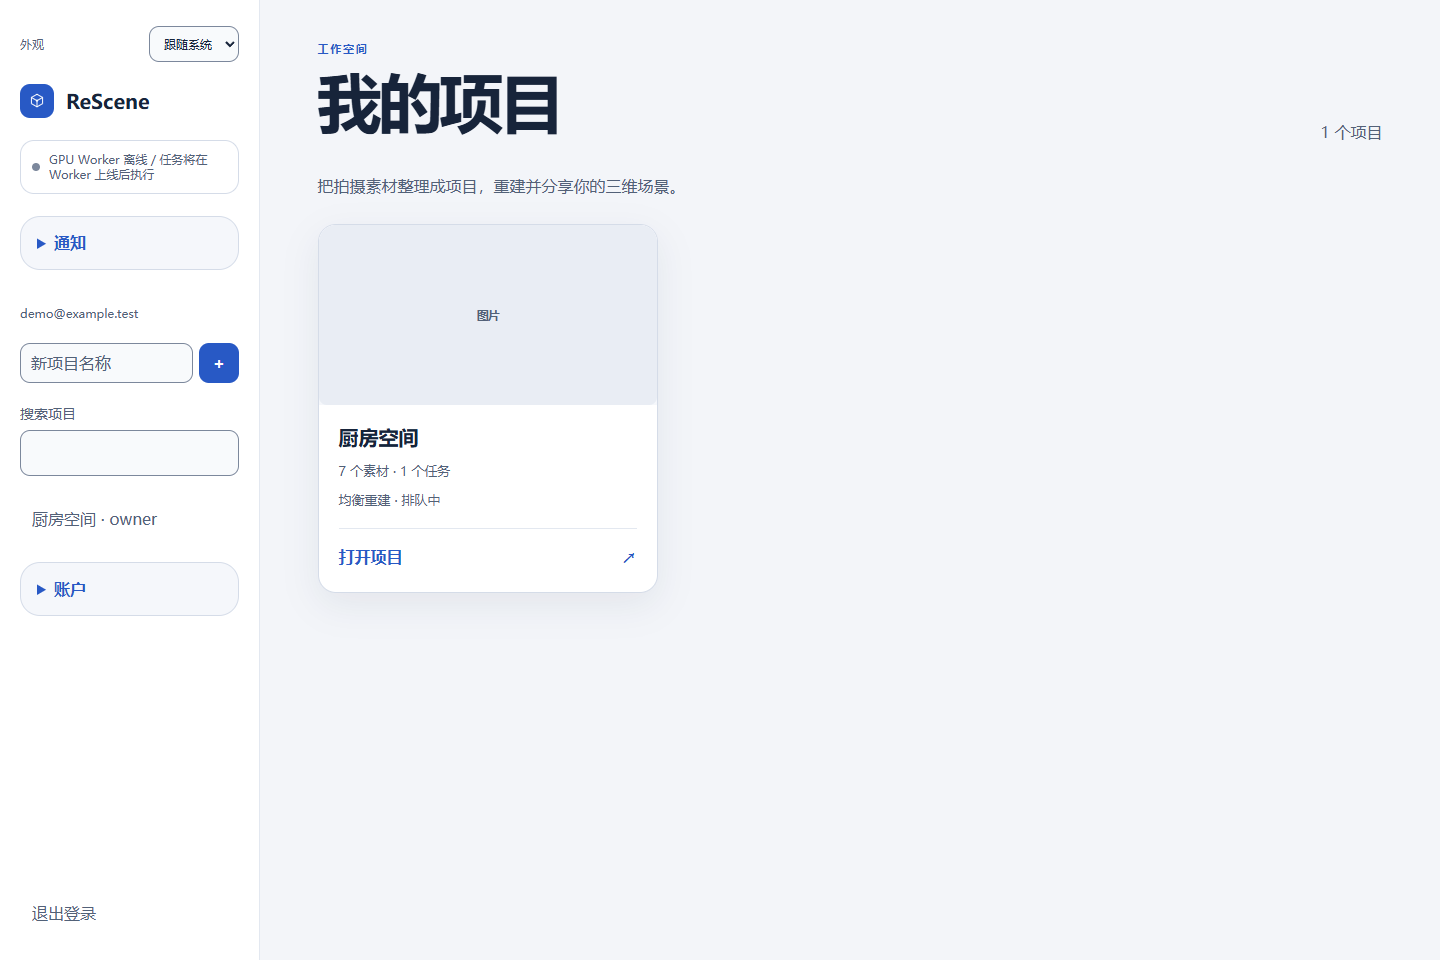 外观
跟随系统
ReScene
GPU Worker 离线 / 任务将在
Worker 上线后执行
▶ 通知
demo@example.test
新项目名称
+
搜索项目
厨房空间 · owner
▶ 账户
退出登录
工作空间
我的项目
1 个项目
把拍摄素材整理成项目，重建并分享你的三维场景。
图片
厨房空间
7 个素材 · 1 个任务
均衡重建 · 排队中
打开项目 ↗